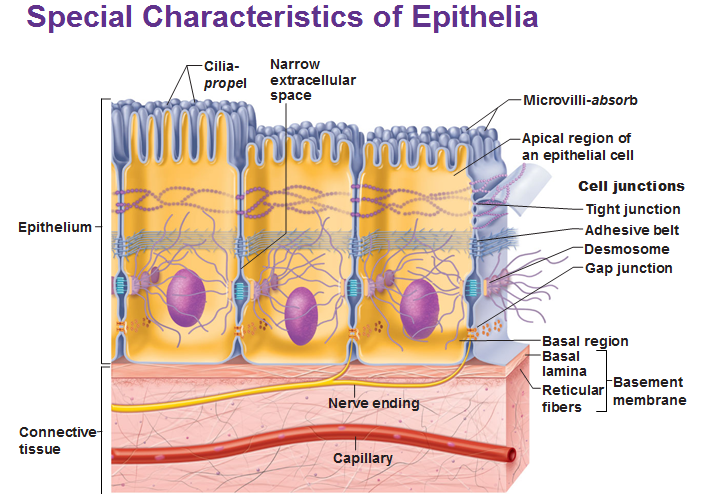 Special Characteristics of Epithelia
Cilia-
propel
Narrow
extracellular
space
Microvilli-absorb
Apical region of
an epithelial cell
Cell junctions
Tight junction
Adhesive belt
Desmosome
Gap junction
Epithelium
Basal region
Basal
lamina
Reticular
fibers
Basement
membrane
Nerve ending
Connective
tissue
Capillary